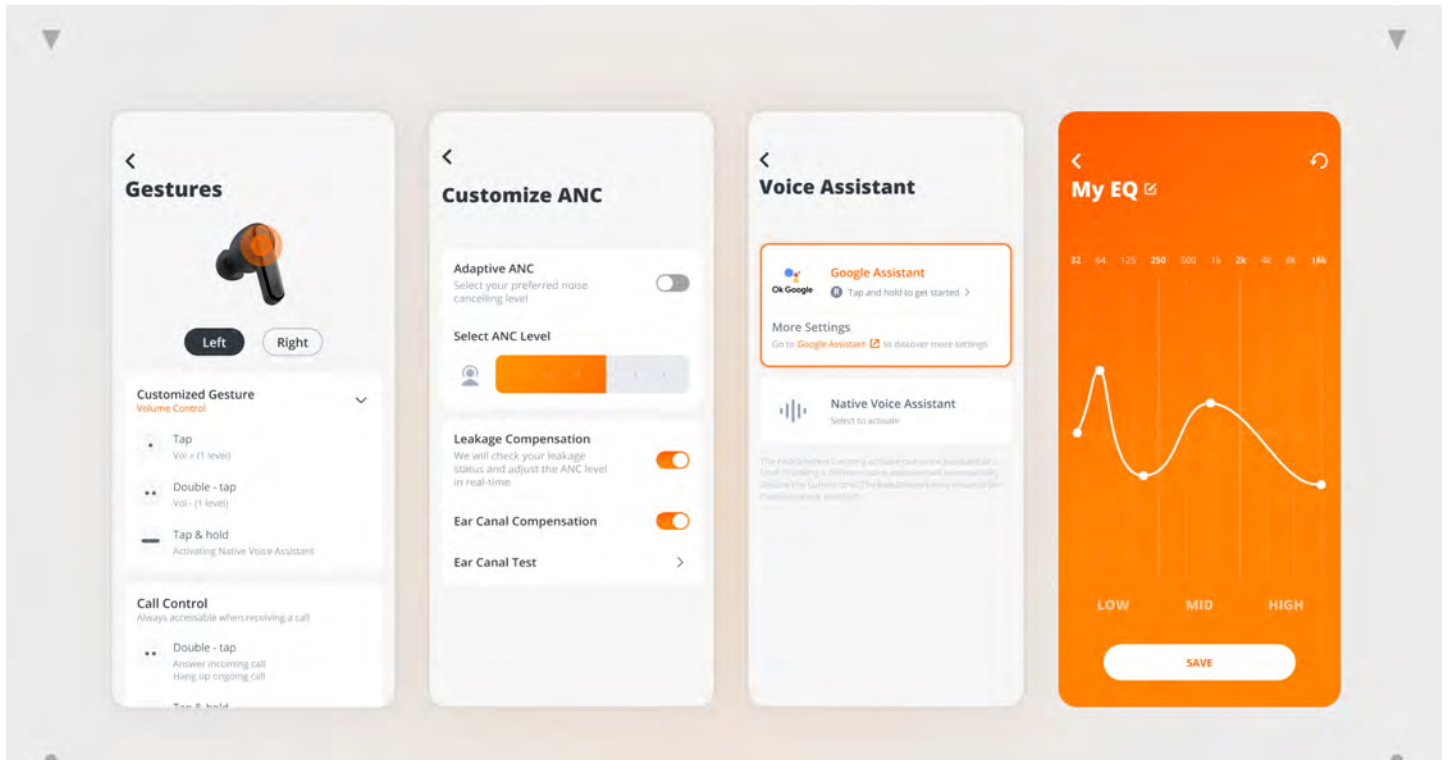 Gestures
Left
Right
Customized Gesture
Volume Control
Tap
Vol + (1 level)
Double - tap
Vol - (1 level)
Tap & hold
Activating Native Voice Assistant
Call Control
Always accessable when receiving a call
Double - tap
Answer incoming call
Hang up ongoing call
Tap & hold
Customize ANC
Adaptive ANC
Select your preferred noise
cancelling level
Select ANC Level
Leakage Compensation
We will check your leakage
status and adjust the ANC level
in real-time
Ear Canal Compensation
Ear Canal Test
Voice Assistant
Google Assistant
Ok Google
R Tap and hold to get started
More Settings
Go to Google Assistant to discover more settings
Native Voice Assistant
Select to activate
My EQ
32 64 125 250 500 1k 2k 4k 8k 16k
LOW MID HIGH
SAVE